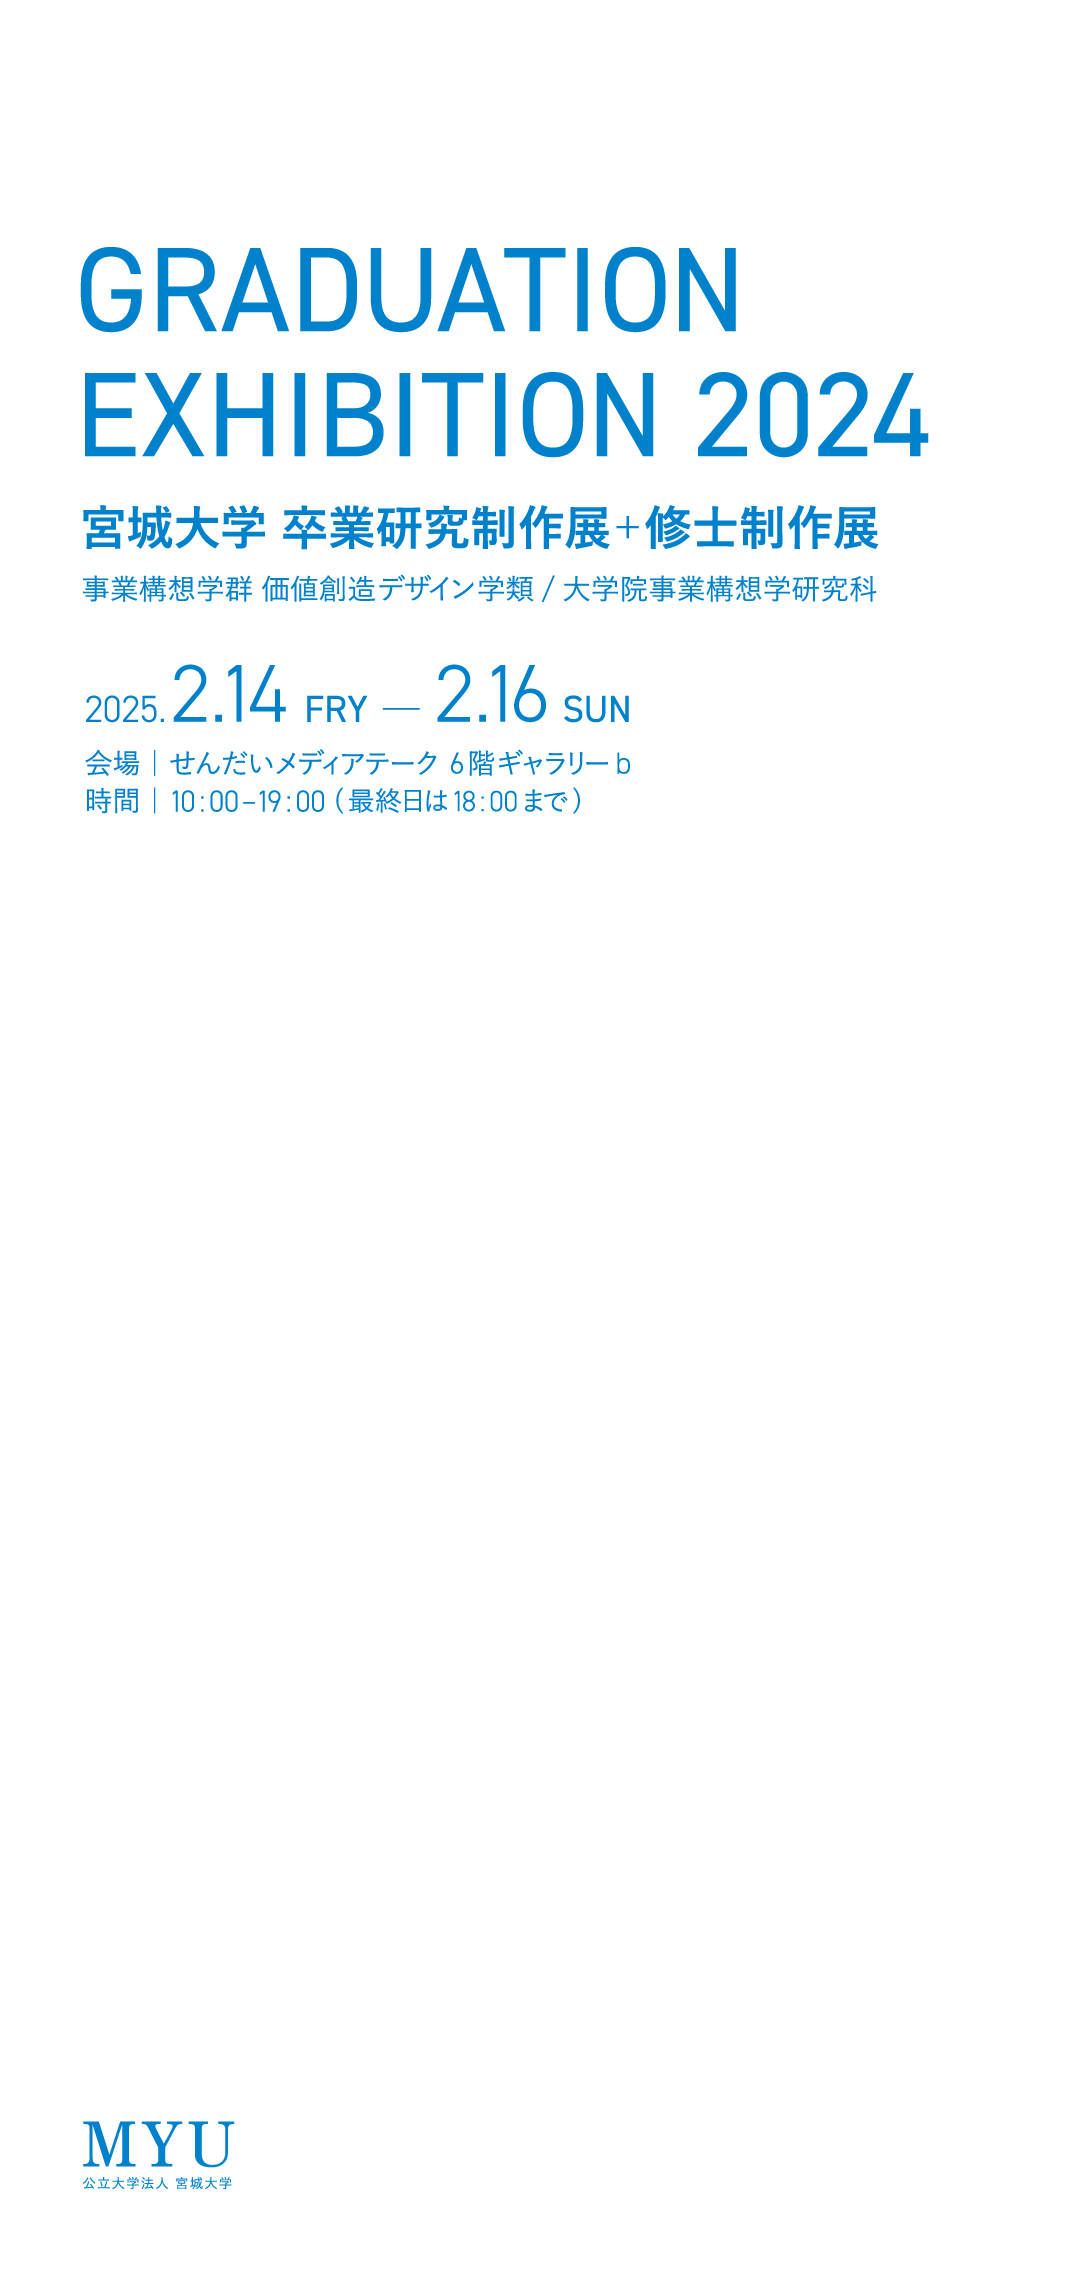 GRADUATION
EXHIBITION 2024
宮城大学 卒業研究制作展+修士制作展
事業構想学群 価値創造デザイン学類 / 大学院事業構想学研究科
2025. 2.14 FRY — 2.16 SUN
会場｜せんだいメディアテーク 6階ギャラリーb
時間｜10:00–19:00（最終日は18:00まで）
MYU
公立大学法人 宮城大学